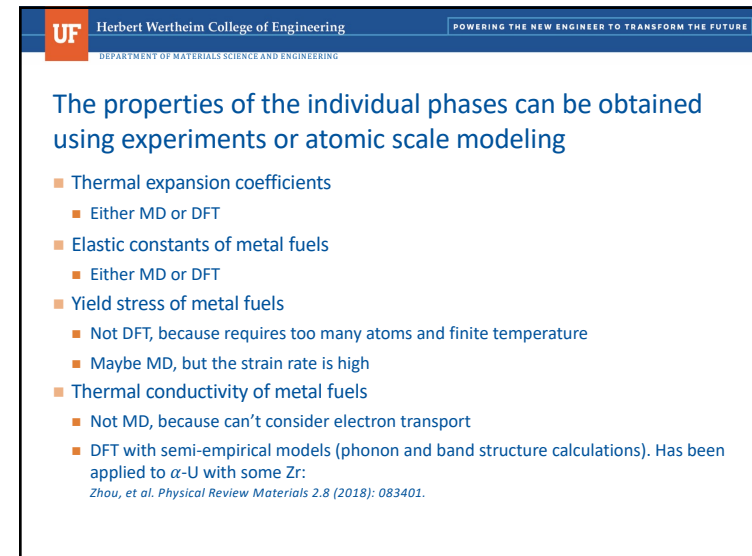 UF
Herbert Wertheim College of Engineering
POWERING THE NEW ENGINEER TO TRANSFORM THE FUTURE
DEPARTMENT OF MATERIALS SCIENCE AND ENGINEERING
The properties of the individual phases can be obtained
using experiments or atomic scale modeling
Thermal expansion coefficients
Either MD or DFT
Elastic constants of metal fuels
Either MD or DFT
Yield stress of metal fuels
Not DFT, because requires too many atoms and finite temperature
Maybe MD, but the strain rate is high
Thermal conductivity of metal fuels
Not MD, because can't consider electron transport
DFT with semi-empirical models (phonon and band structure calculations). Has been
applied to 𝛼-U with some Zr:
Zhou, et al. Physical Review Materials 2.8 (2018): 083401.